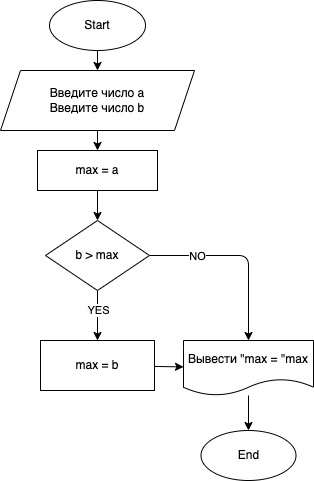 Start
Введите число a
Введите число b
max = a
b > max
NO
YES
max = b
Вывести "max = "max
End